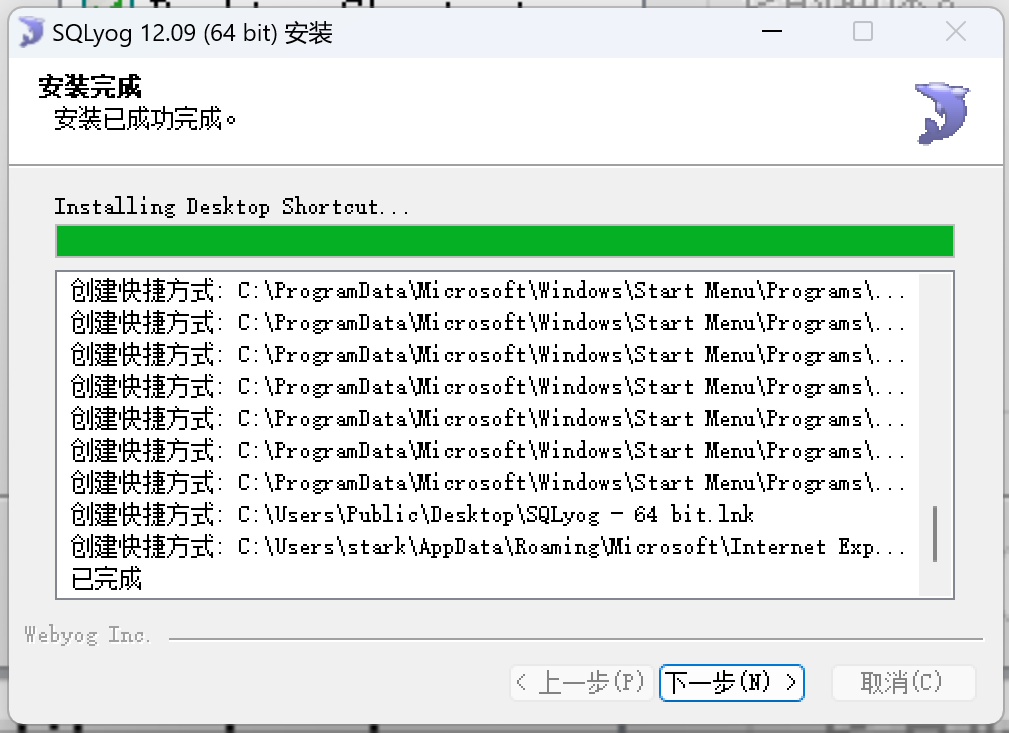 SQLyog 12.09 (64 bit) 安装
安装完成
安装已成功完成。
Installing Desktop Shortcut...
创建快捷方式: C:\ProgramData\Microsoft\Windows\Start Menu\Programs\...
创建快捷方式: C:\ProgramData\Microsoft\Windows\Start Menu\Programs\...
创建快捷方式: C:\ProgramData\Microsoft\Windows\Start Menu\Programs\...
创建快捷方式: C:\ProgramData\Microsoft\Windows\Start Menu\Programs\...
创建快捷方式: C:\ProgramData\Microsoft\Windows\Start Menu\Programs\...
创建快捷方式: C:\ProgramData\Microsoft\Windows\Start Menu\Programs\...
创建快捷方式: C:\ProgramData\Microsoft\Windows\Start Menu\Programs\...
创建快捷方式: C:\Users\Public\Desktop\SQLyog - 64 bit.lnk
创建快捷方式: C:\Users\stark\AppData\Roaming\Microsoft\Internet Exp...
已完成
Webyog Inc.
< 上一步(P) 下一步(N) > 取消(C)